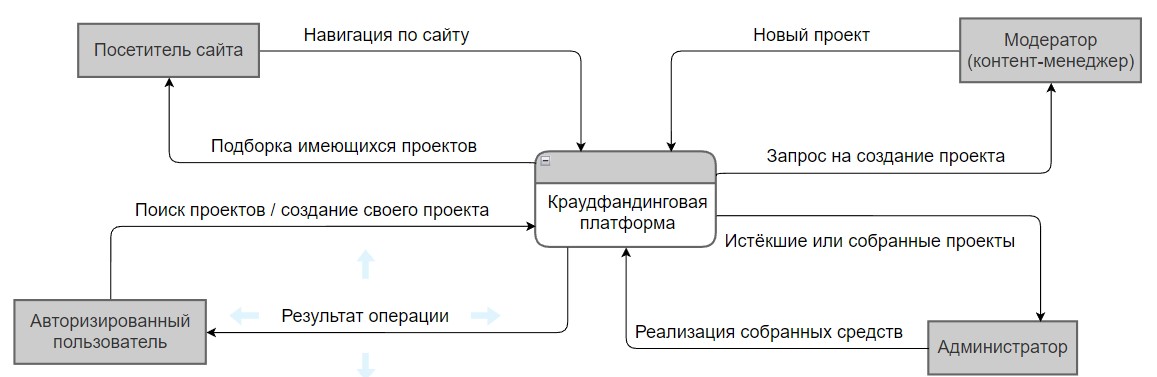 Посетитель сайта
Навигация по сайту
Новый проект
Модератор
(контент-менеджер)
Подборка имеющихся проектов
Запрос на создание проекта
Краудфандинговая
платформа
Поиск проектов / создание своего проекта
Истёкшие или собранные проекты
Авторизированный
пользователь
Результат операции
Реализация собранных средств
Администратор